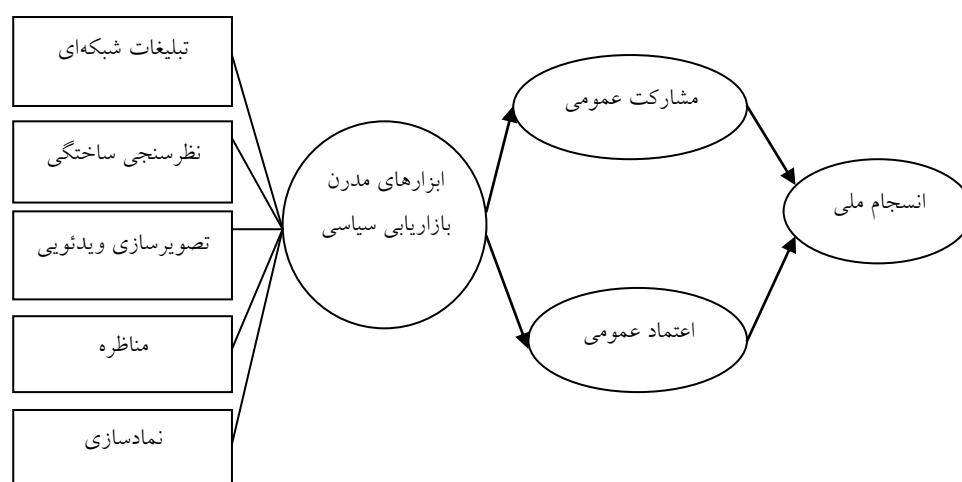 تبلیغات شبکه‌ای
نظرسنجی ساختگی
تصویرسازی ویدئویی
مناظره
نمادسازی
ابزارهای مدرن
بازاریابی سیاسی
مشارکت عمومی
اعتماد عمومی
انسجام ملی